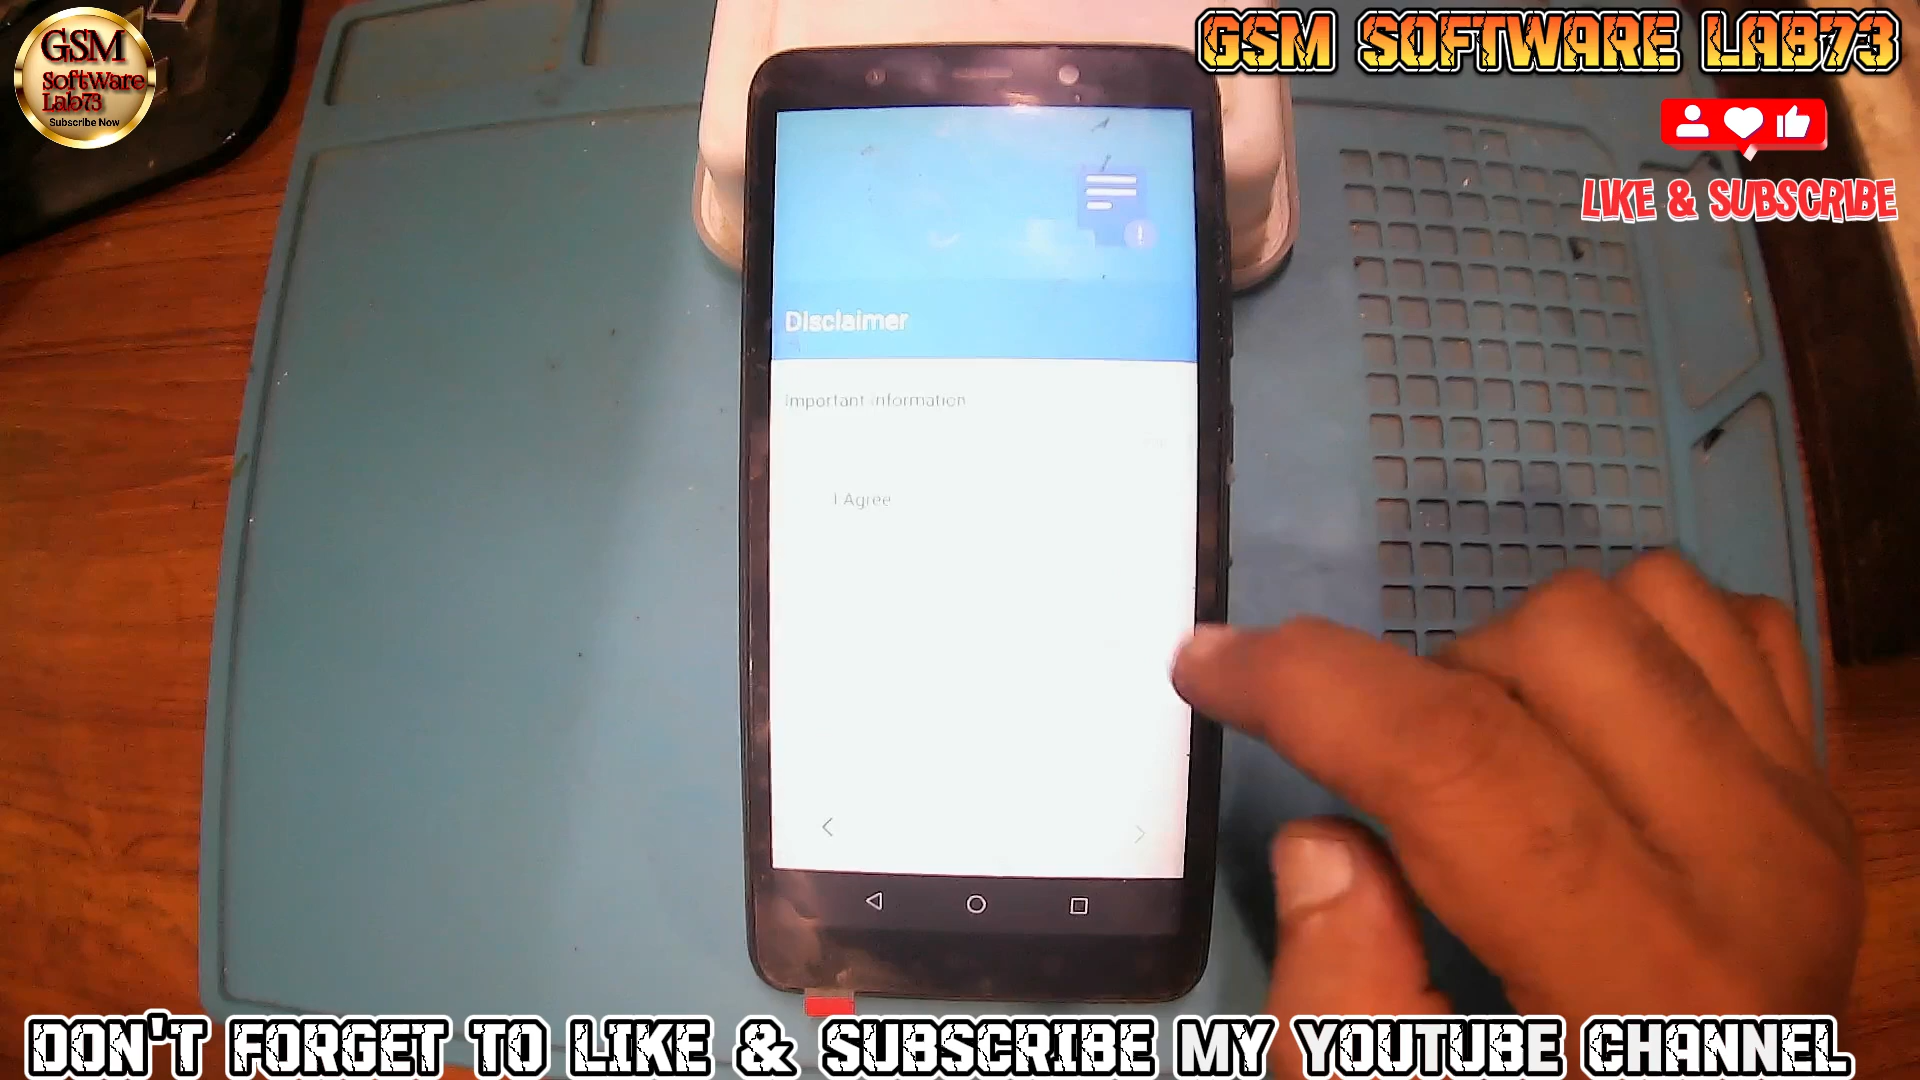 GSM
Software
Lab73
Subscribe Now
GSM SOFTWARE LAB73
LIKE & SUBSCRIBE
Disclaimer
Important information
I Agree
DON'T FORGET TO LIKE & SUBSCRIBE MY YOUTUBE CHANNEL